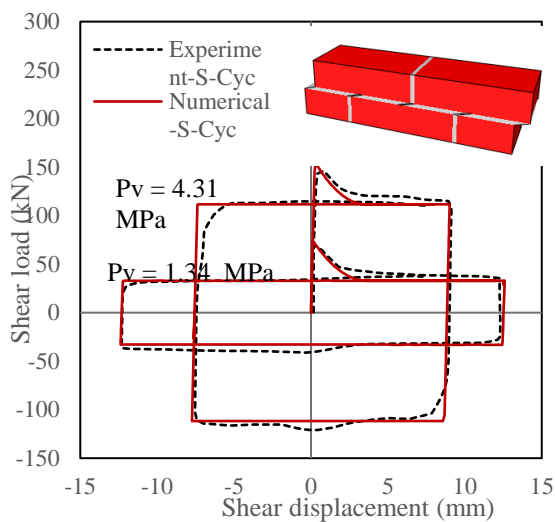 300
250
200
150
100
50
0
-50
-100
-150
Shear load (kN)
Experime
nt-S-Cyc
Numerical
-S-Cyc
Pv = 4.31
MPa
Pv = 1.34 MPa
-15 -10 -5 0 5 10 15
Shear displacement (mm)